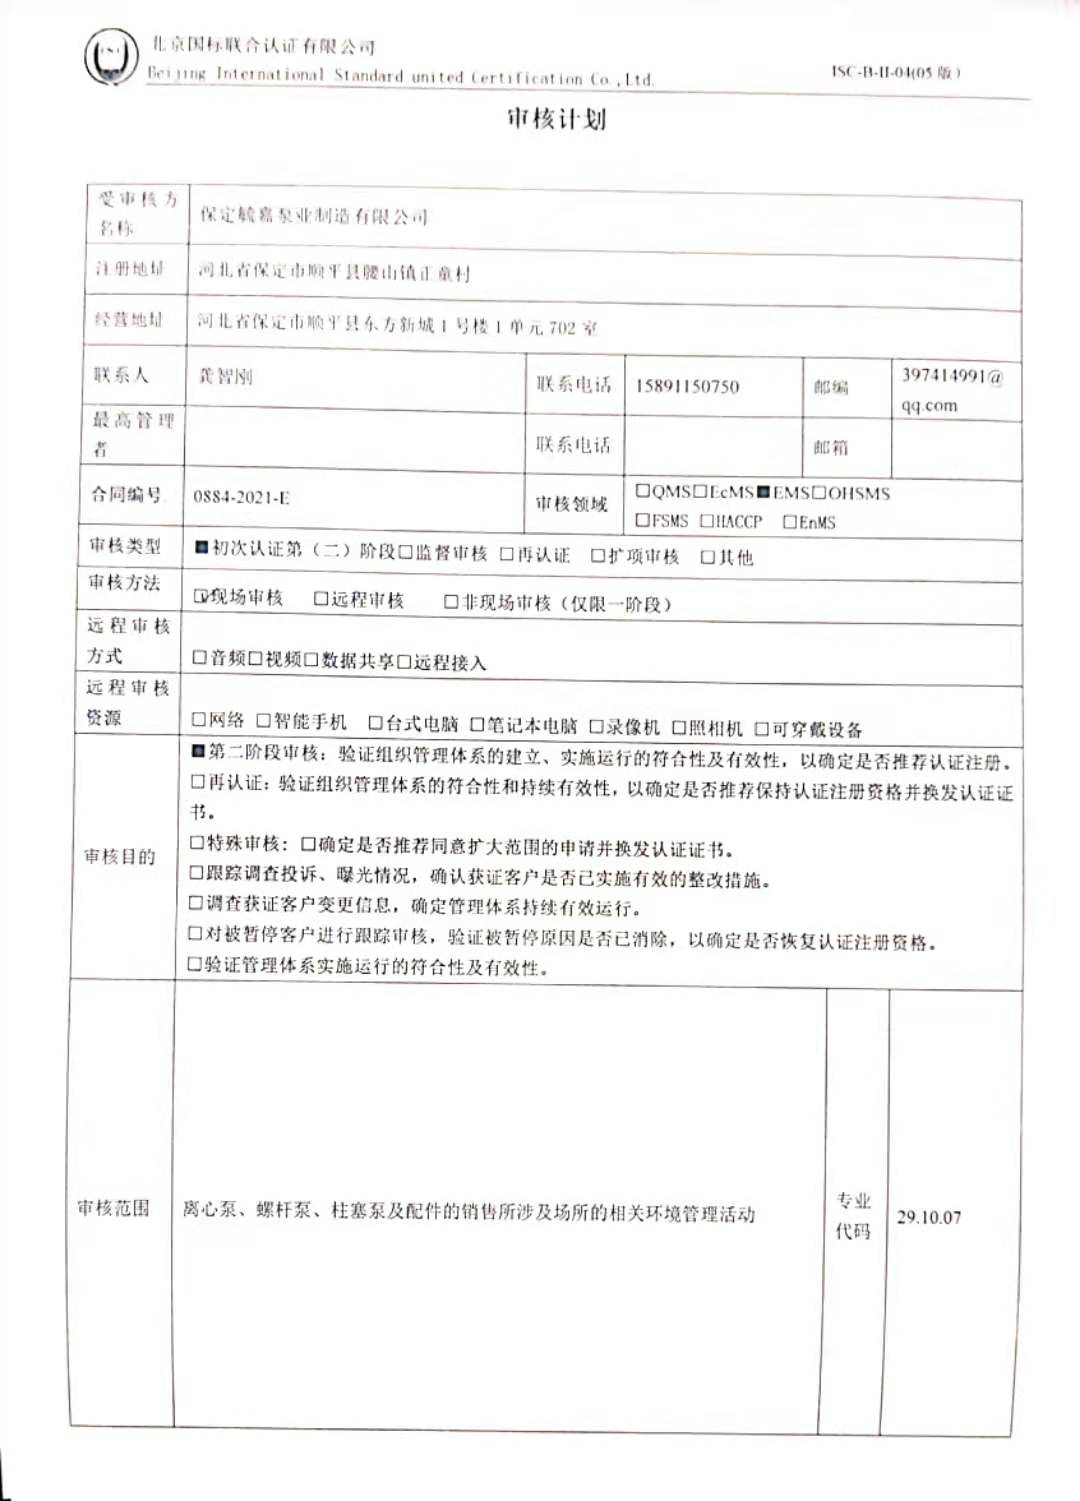 北京国标联合认证有限公司
Beijing International Standard united Certification Co.,Ltd.
ISC-B-II-04(05版)
审核计划
受审核方
名称
保定毓嘉泵业制造有限公司
注册地址
河北省保定市顺平县腰山镇正童村
经营地址
河北省保定市顺平县东方新城1号楼1单元702室
联系人
龚智刚
联系电话
15891150750
邮编
397414991@
qq.com
最高管理
者
联系电话
邮箱
合同编号
0884-2021-E
审核领域
□QMS□EcMS■EMS□OHSMS
□FSMS □HACCP □EnMS
审核类型
■初次认证第（二）阶段□监督审核 □再认证 □扩项审核 □其他
审核方法
☑现场审核 □远程审核 □非现场审核（仅限一阶段）
远程审核
方式
□音频□视频□数据共享□远程接入
远程审核
资源
□网络 □智能手机 □台式电脑 □笔记本电脑 □录像机 □照相机 □可穿戴设备
审核目的
■第二阶段审核：验证组织管理体系的建立、实施运行的符合性及有效性，以确定是否推荐认证注册。
□再认证：验证组织管理体系的符合性和持续有效性，以确定是否推荐保持认证注册资格并换发认证证
书。
□特殊审核：□确定是否推荐同意扩大范围的申请并换发认证证书。
□跟踪调查投诉、曝光情况，确认获证客户是否已实施有效的整改措施。
□调查获证客户变更信息，确定管理体系持续有效运行。
□对被暂停客户进行跟踪审核，验证被暂停原因是否已消除，以确定是否恢复认证注册资格。
□验证管理体系实施运行的符合性及有效性。
审核范围
离心泵、螺杆泵、柱塞泵及配件的销售所涉及场所的相关环境管理活动
专业
代码
29.10.07